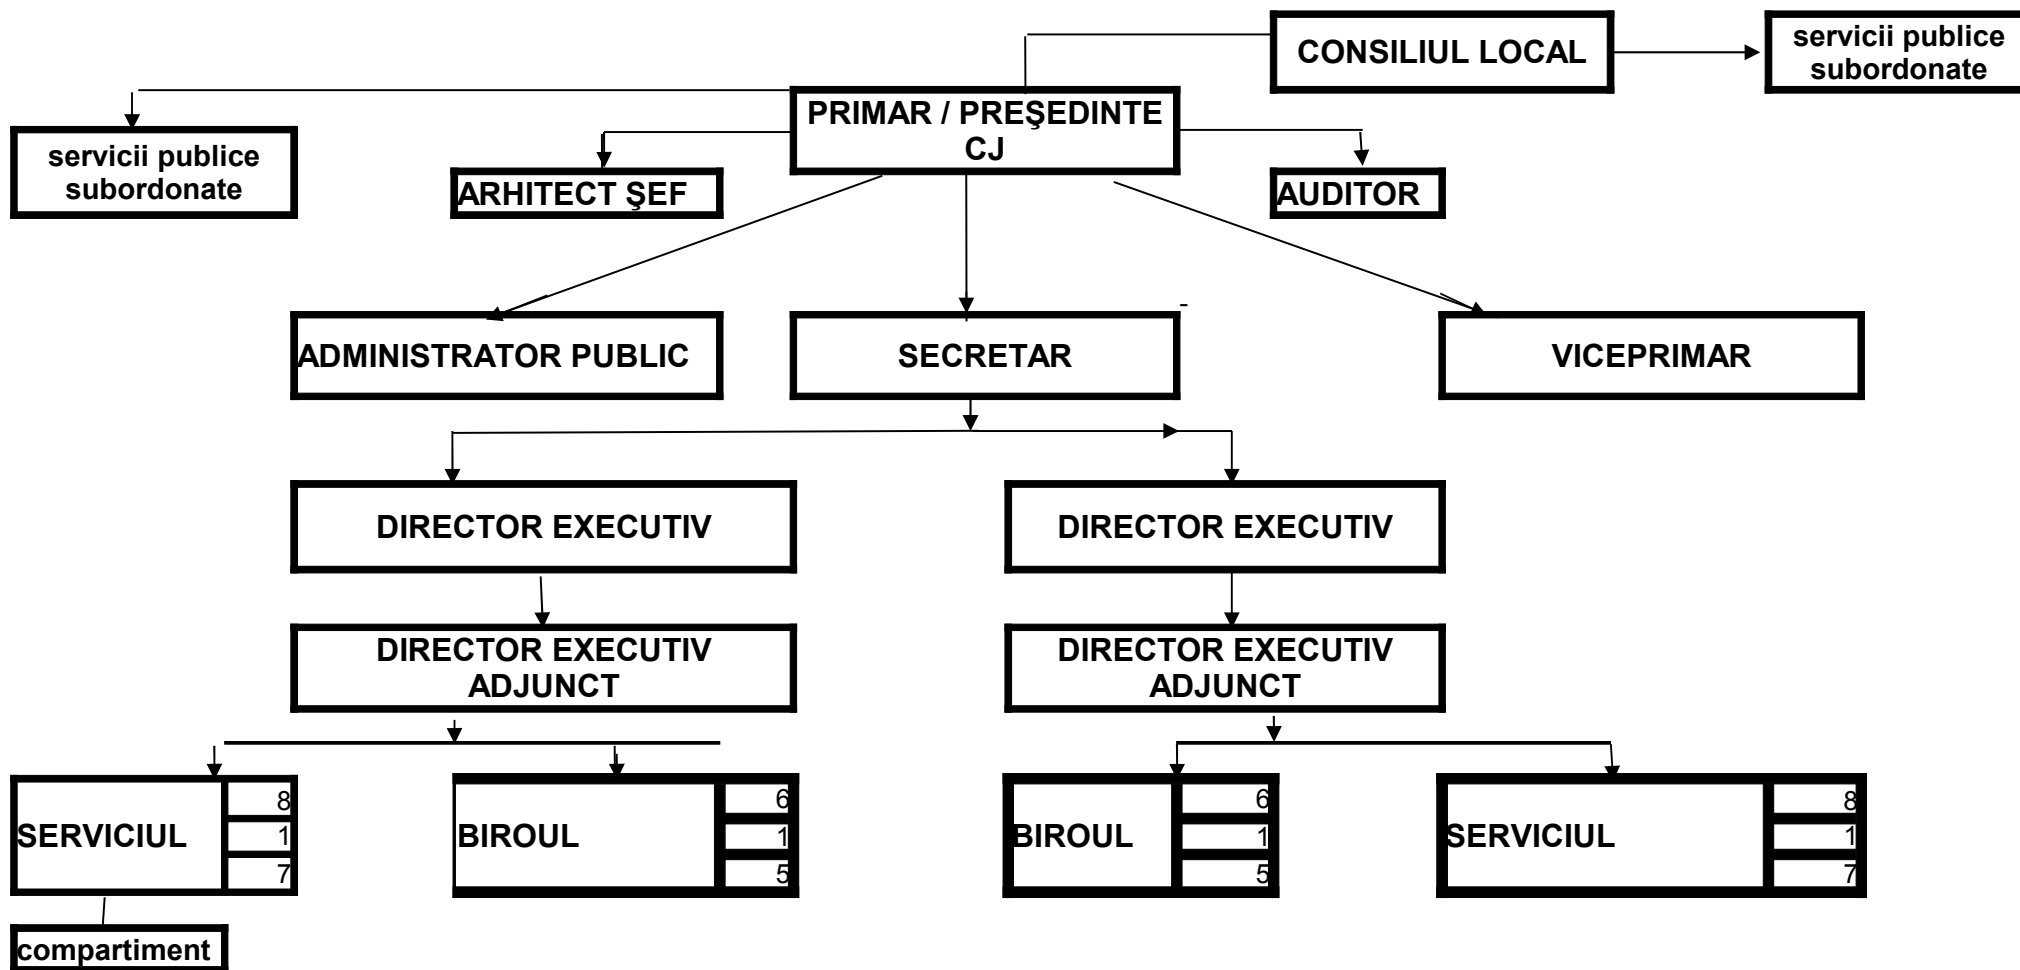 CONSILIUL LOCAL
servicii publice
subordonate
PRIMAR / PREŞEDINTE
CJ
servicii publice
subordonate
ARHITECT ŞEF
AUDITOR
ADMINISTRATOR PUBLIC
SECRETAR
VICEPRIMAR
DIRECTOR EXECUTIV
DIRECTOR EXECUTIV
DIRECTOR EXECUTIV
ADJUNCT
DIRECTOR EXECUTIV
ADJUNCT
SERVICIUL
8
1
7
BIROUL
6
1
5
BIROUL
6
1
5
SERVICIUL
8
1
7
compartiment